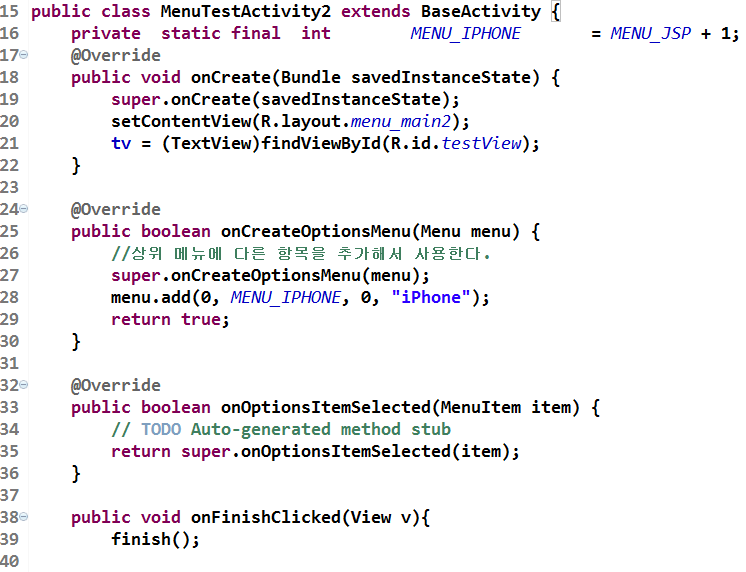 15 public class MenuTestActivity2 extends BaseActivity {
16     private  static final  int        MENU_IPHONE       = MENU_JSP + 1;
17     @Override
18     public void onCreate(Bundle savedInstanceState) {
19         super.onCreate(savedInstanceState);
20         setContentView(R.layout.menu_main2);
21         tv = (TextView)findViewById(R.id.testView);
22     }
23
24     @Override
25     public boolean onCreateOptionsMenu(Menu menu) {
26         //상위 메뉴에 다른 항목을 추가해서 사용한다.
27         super.onCreateOptionsMenu(menu);
28         menu.add(0, MENU_IPHONE, 0, "iPhone");
29         return true;
30     }
31
32     @Override
33     public boolean onOptionsItemSelected(MenuItem item) {
34         // TODO Auto-generated method stub
35         return super.onOptionsItemSelected(item);
36     }
37
38     public void onFinishClicked(View v){
39         finish();
40